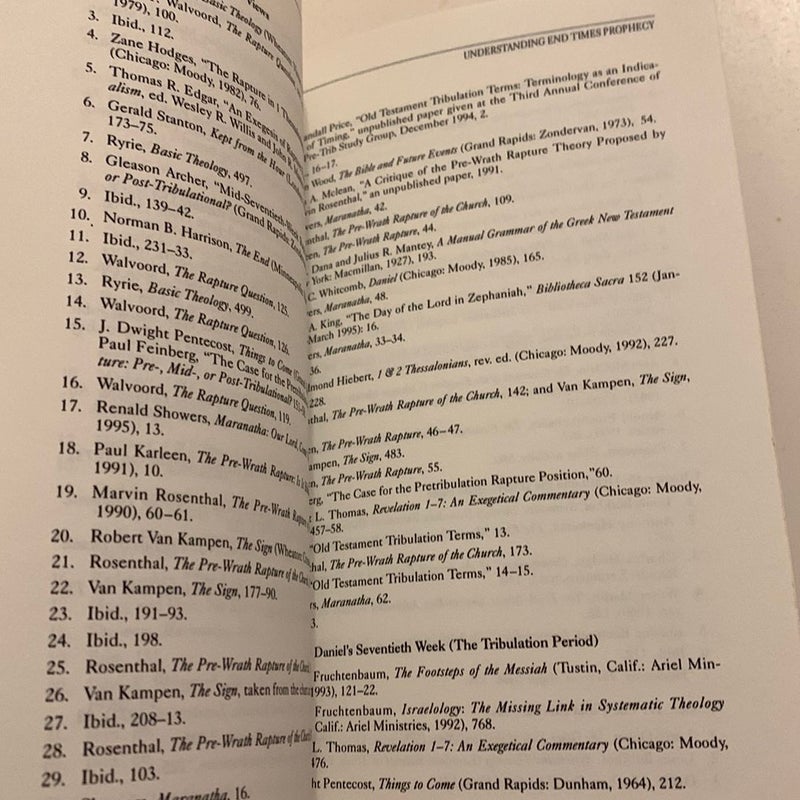 Views
Basic Theology (Wheaton:
1979), 100.
Walvoord, The Rapture Question
3. Ibid., 112.
4. Zane Hodges, "The Rapture in 1
(Chicago: Moody, 1982), 76.
5. Thomas R. Edgar, "An Exegesis of
alism, ed. Wesley R. Willis and John R.
6. Gerald Stanton, Kept from the Hour
173–75.
7. Ryrie, Basic Theology, 497.
8. Gleason Archer, "Mid-Seventieth-Week
or Post-Tribulational? (Grand Rapids:
9. Ibid., 139–42.
10. Norman B. Harrison, The End
11. Ibid., 231–33.
12. Walvoord, The Rapture Question, 125.
13. Ryrie, Basic Theology, 499.
14. Walvoord, The Rapture Question, 126.
15. J. Dwight Pentecost, Things to Come
Paul Feinberg, "The Case for the
ture: Pre-, Mid-, or Post-Tribulational?
16. Walvoord, The Rapture Question, 119.
17. Renald Showers, Maranatha: Our Lord,
1995), 13.
18. Paul Karleen, The Pre-Wrath Rapture:
1991), 10.
19. Marvin Rosenthal, The Pre-Wrath
1990), 60–61.
20. Robert Van Kampen, The Sign
21. Rosenthal, The Pre-Wrath Rapture of the
22. Van Kampen, The Sign, 177–90.
23. Ibid., 191–93.
24. Ibid., 198.
25. Rosenthal, The Pre-Wrath Rapture of the
26. Van Kampen, The Sign, taken from the
27. Ibid., 208–13.
28. Rosenthal, The Pre-Wrath Rapture of the
29. Ibid., 103.
Maranatha, 16.
UNDERSTANDING END TIMES PROPHECY
andall Price, "Old Testament Tribulation Terms: Terminology as an Indica-
of Timing," unpublished paper given at the Third Annual Conference of
Pre-Trib Study Group, December 1994, 2.
16–17.
Wood, The Bible and Future Events (Grand Rapids: Zondervan, 1973), 54.
A. Mclean, "A Critique of the Pre-Wrath Rapture Theory Proposed by
vin Rosenthal," an unpublished paper, 1991.
vers, Maranatha, 42.
nthal, The Pre-Wrath Rapture of the Church, 109.
en, The Pre-Wrath Rapture, 44.
Dana and Julius R. Mantey, A Manual Grammar of the Greek New Testament
York: Macmillan, 1927), 193.
C. Whitcomb, Daniel (Chicago: Moody, 1985), 165.
ers, Maranatha, 48.
A. King, "The Day of the Lord in Zephaniah," Bibliotheca Sacra 152 (Jan-
March 1995): 16.
ers, Maranatha, 33–34.
36.
mond Hiebert, 1 & 2 Thessalonians, rev. ed. (Chicago: Moody, 1992), 227.
228.
thal, The Pre-Wrath Rapture of the Church, 142; and Van Kampen, The Sign,
en, The Pre-Wrath Rapture, 46–47.
ampen, The Sign, 483.
en, The Pre-Wrath Rapture, 55.
erg, "The Case for the Pretribulation Rapture Position,"60.
t L. Thomas, Revelation 1–7: An Exegetical Commentary (Chicago: Moody,
457–58.
"Old Testament Tribulation Terms," 13.
thal, The Pre-Wrath Rapture of the Church, 173.
"Old Testament Tribulation Terms," 14–15.
rs, Maranatha, 62.
3.
Daniel's Seventieth Week (The Tribulation Period)
Fruchtenbaum, The Footsteps of the Messiah (Tustin, Calif.: Ariel Min-
1993), 121–22.
Fruchtenbaum, Israelology: The Missing Link in Systematic Theology
Calif.: Ariel Ministries, 1992), 768.
L. Thomas, Revelation 1–7: An Exegetical Commentary (Chicago: Moody,
476.
ht Pentecost, Things to Come (Grand Rapids: Dunham, 1964), 212.